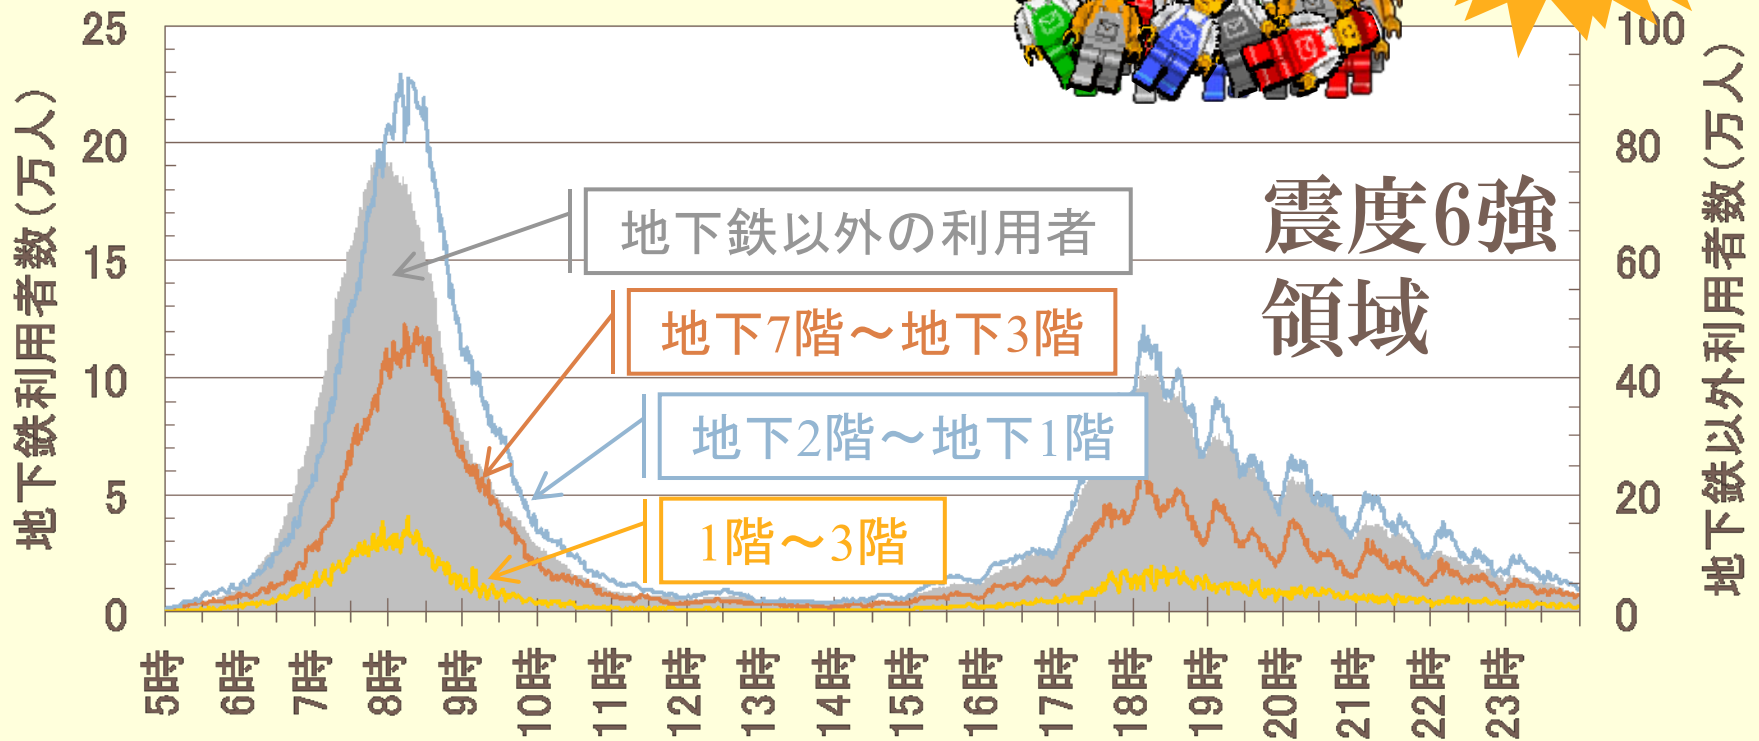 地下鉄利用者数(万人)
25
20
15
10
5
0
地下鉄以外の利用者
地下7階～地下3階
地下2階～地下1階
1階～3階
震度6強
領域
100
80
60
40
20
0
地下鉄以外利用者数(万人)
5時
6時
7時
8時
9時
10時
11時
12時
13時
14時
15時
16時
17時
18時
19時
20時
21時
22時
23時